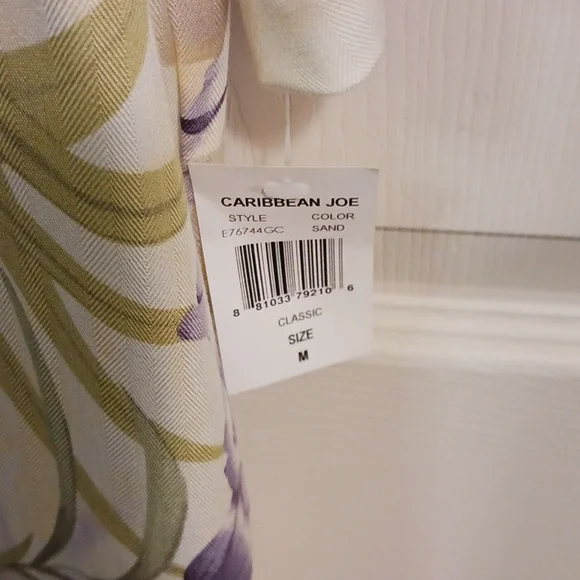 CARIBBEAN JOE
STYLE COLOR
E76744GC SAND
8 81033 79210 6
CLASSIC
SIZE
M